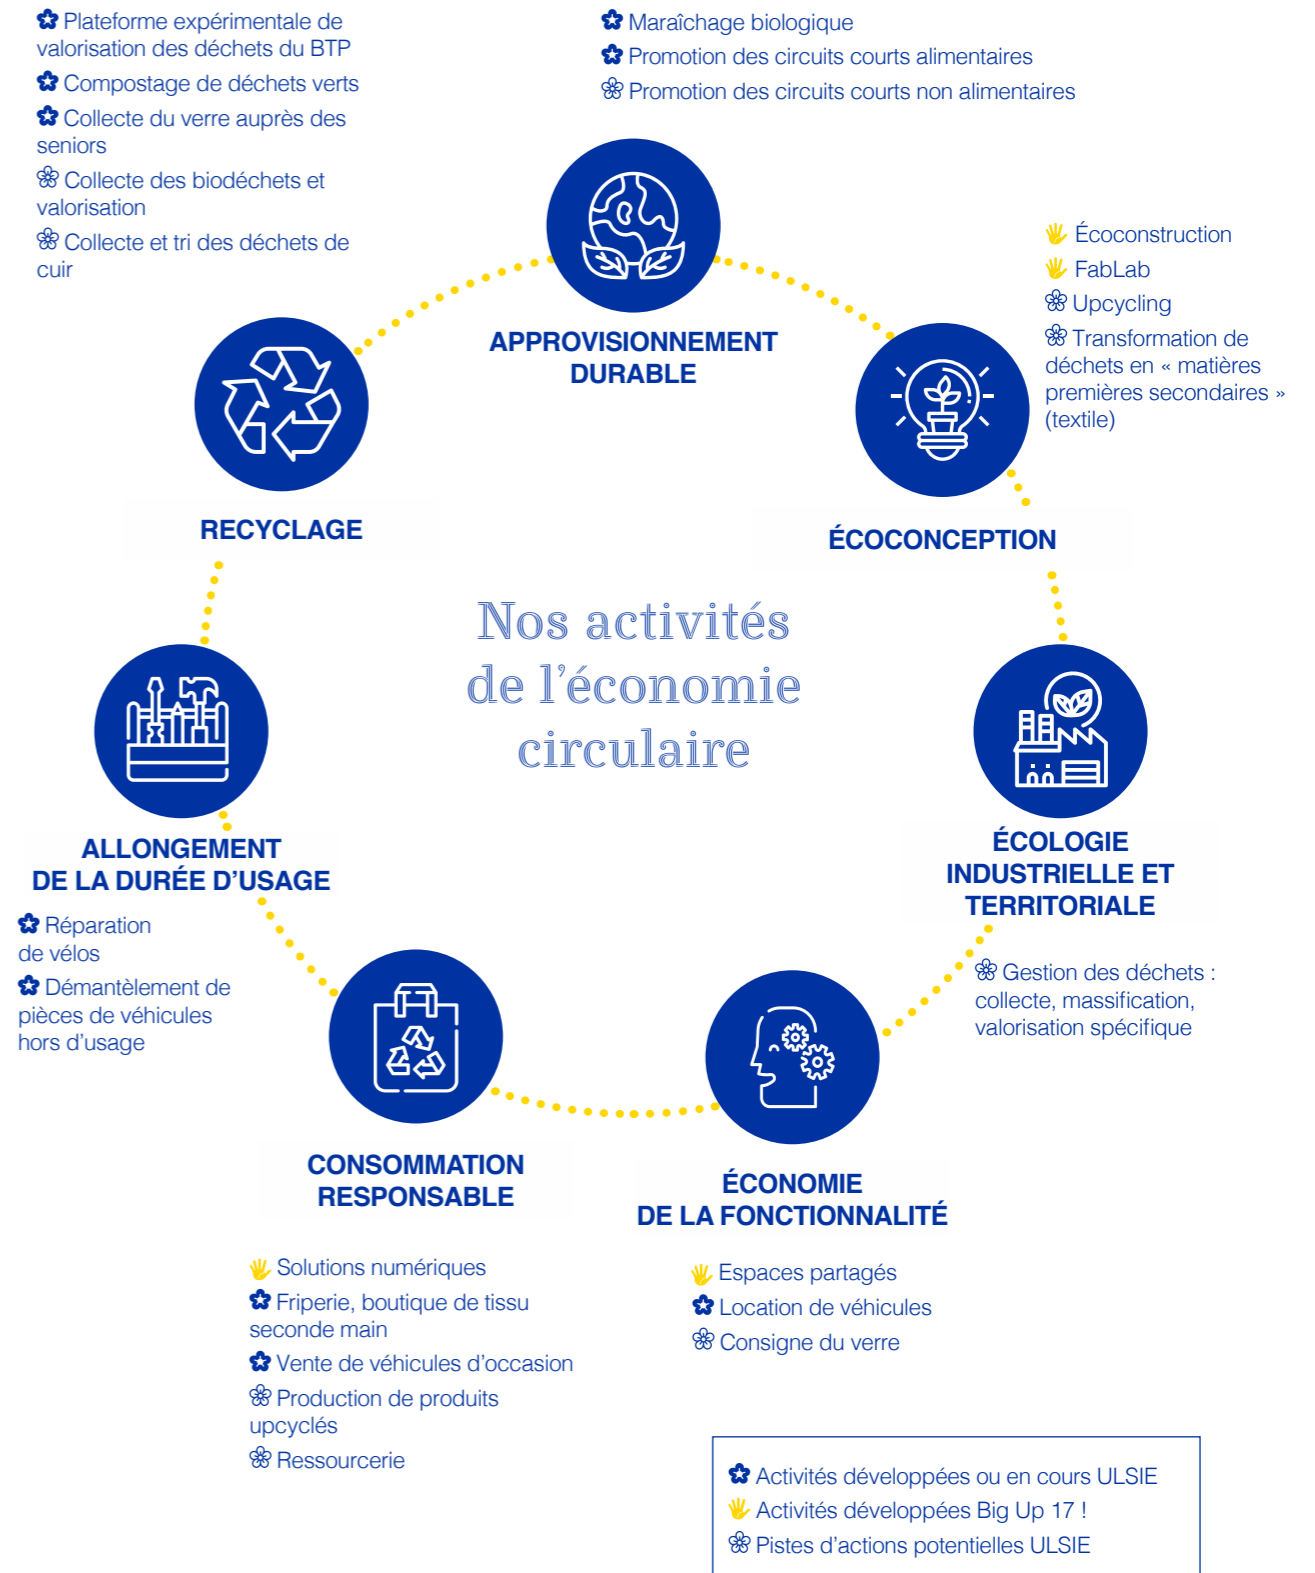 Plateforme expérimentale de
valorisation des déchets du BTP
Compostage de déchets verts
Collecte du verre auprès des
seniors
Collecte des biodéchets et
valorisation
Collecte et tri des déchets de
cuir
Maraîchage biologique
Promotion des circuits courts alimentaires
Promotion des circuits courts non alimentaires
Écoconstruction
FabLab
Upcycling
Transformation de
déchets en « matières
premières secondaires »
(textile)
APPROVISIONNEMENT
DURABLE
RECYCLAGE
ÉCOCONCEPTION
Nos activités
de l’économie
circulaire
ALLONGEMENT
DE LA DURÉE D’USAGE
Réparation
de vélos
Démantèlement de
pièces de véhicules
hors d’usage
ÉCOLOGIE
INDUSTRIELLE ET
TERRITORIALE
Gestion des déchets :
collecte, massification,
valorisation spécifique
CONSOMMATION
RESPONSABLE
Solutions numériques
Friperie, boutique de tissu
seconde main
Vente de véhicules d’occasion
Production de produits
upcyclés
Ressourcerie
ÉCONOMIE
DE LA FONCTIONNALITÉ
Espaces partagés
Location de véhicules
Consigne du verre
Activités développées ou en cours ULSIE
Activités développées Big Up 17 !
Pistes d’actions potentielles ULSIE